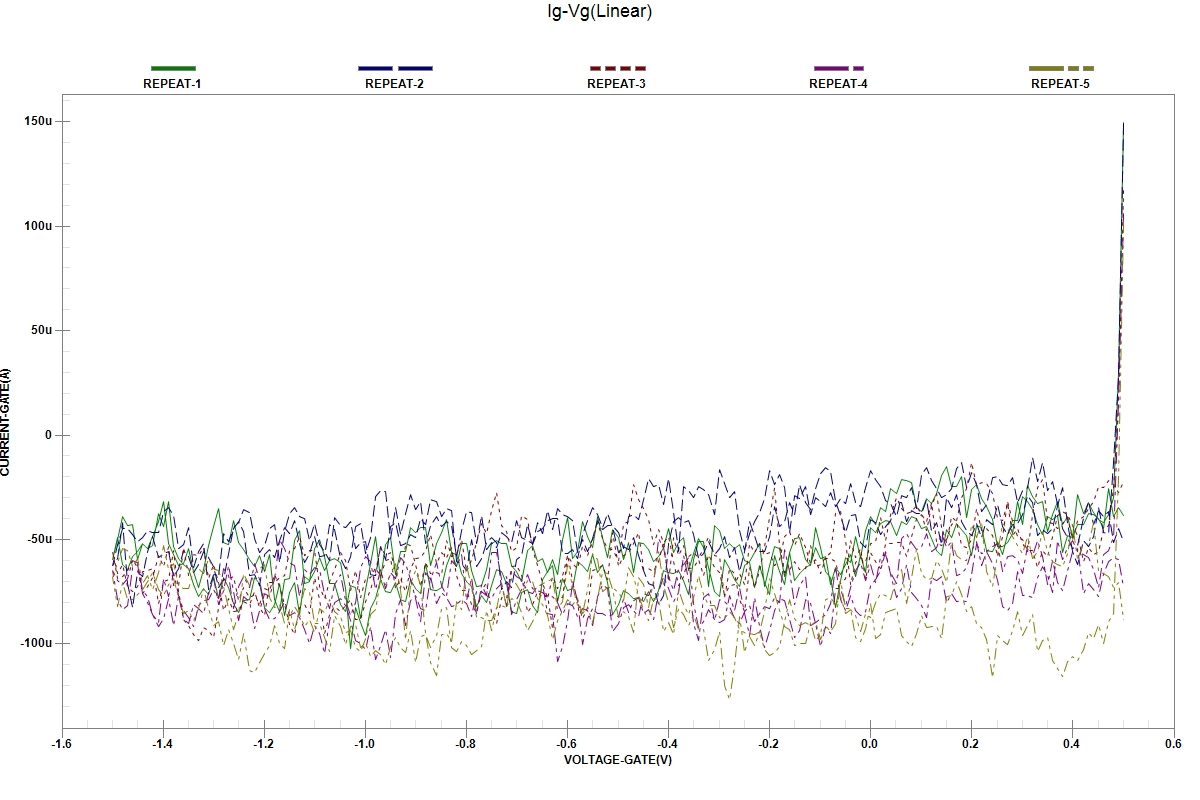 Ig-Vg(Linear)
REPEAT-1 REPEAT-2 REPEAT-3 REPEAT-4 REPEAT-5
150u
100u
50u
0
-50u
-100u
CURRENT-GATE(A)
-1.6 -1.4 -1.2 -1.0 -0.8 -0.6 -0.4 -0.2 0.0 0.2 0.4 0.6
VOLTAGE-GATE(V)